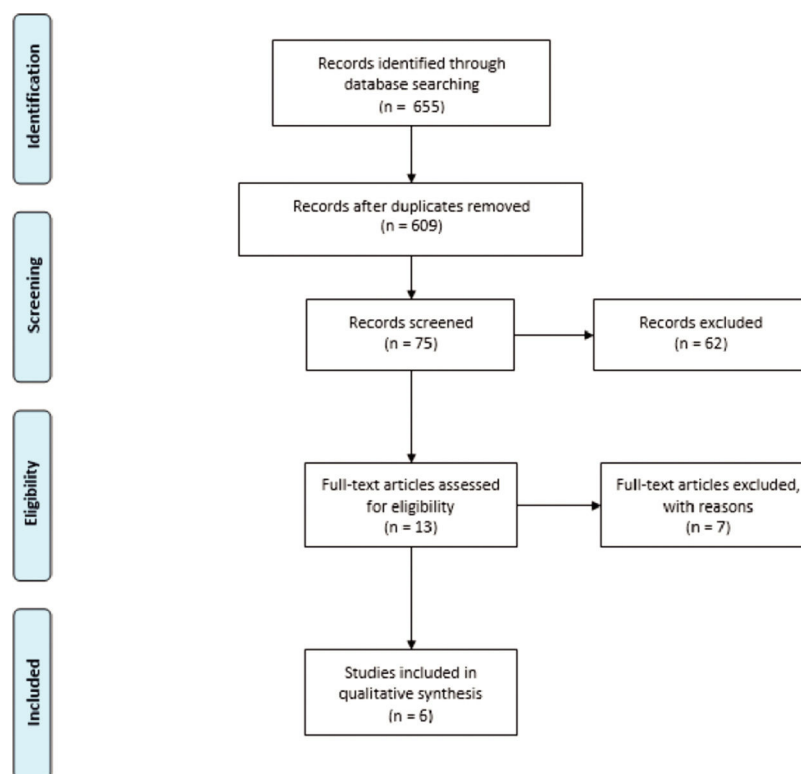 Identification
Records identified through
database searching
(n = 655)
Records after duplicates removed
(n = 609)
Screening
Records screened
(n = 75)
Records excluded
(n = 62)
Eligibility
Full-text articles assessed
for eligibility
(n = 13)
Full-text articles excluded,
with reasons
(n = 7)
Included
Studies included in
qualitative synthesis
(n = 6)